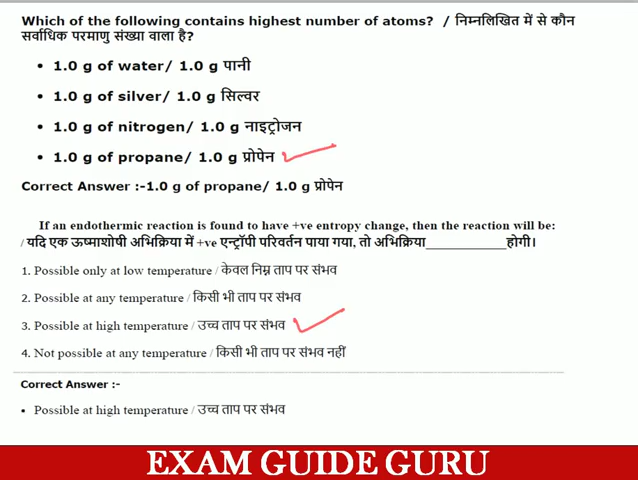 Which of the following contains highest number of atoms? / निम्नलिखित में से कौन
सर्वाधिक परमाणु संख्या वाला है?
• 1.0 g of water/ 1.0 g पानी
• 1.0 g of silver/ 1.0 g सिल्वर
• 1.0 g of nitrogen/ 1.0 g नाइट्रोजन
• 1.0 g of propane/ 1.0 g प्रोपेन
Correct Answer :-1.0 g of propane/ 1.0 g प्रोपेन
If an endothermic reaction is found to have +ve entropy change, then the reaction will be:
/ यदि एक ऊष्माशोषी अभिक्रिया में +ve एन्ट्रॉपी परिवर्तन पाया गया, तो अभिक्रिया____________होगी।
1. Possible only at low temperature / केवल निम्न ताप पर संभव
2. Possible at any temperature / किसी भी ताप पर संभव
3. Possible at high temperature / उच्च ताप पर संभव
4. Not possible at any temperature / किसी भी ताप पर संभव नहीं
Correct Answer :-
• Possible at high temperature / उच्च ताप पर संभव
EXAM GUIDE GURU